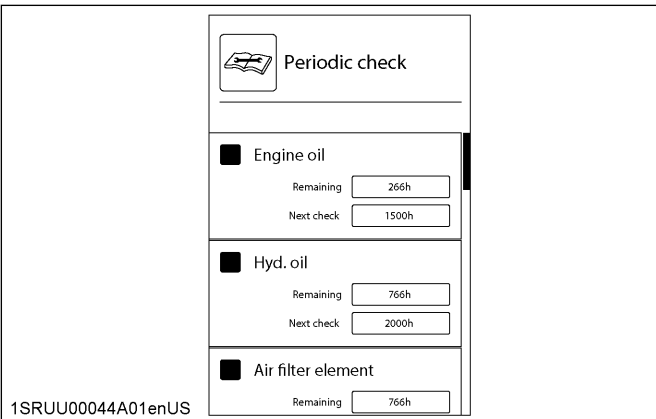 Periodic check
Engine oil
Remaining 266h
Next check 1500h
Hyd. oil
Remaining 766h
Next check 2000h
Air filter element
Remaining 766h
1SRUU00044A01enUS